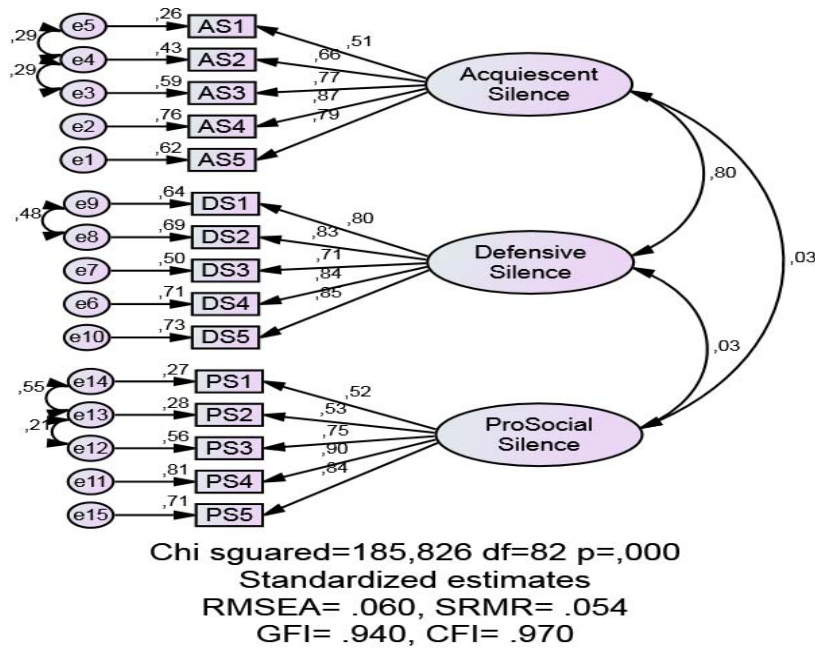 e5 ,26 AS1 ,51
,29
e4 ,43 AS2 ,66
,29
e3 ,59 AS3 ,77
e2 ,76 AS4 ,87
e1 ,62 AS5 ,79
Acquiescent
Silence
,80
,03
e9 ,64 DS1 ,80
,48
e8 ,69 DS2 ,83
e7 ,50 DS3 ,71
e6 ,71 DS4 ,84
e10 ,73 DS5 ,85
Defensive
Silence
,03
e14 ,27 PS1 ,52
,55
e13 ,28 PS2 ,53
,21
e12 ,56 PS3 ,75
e11 ,81 PS4 ,90
e15 ,71 PS5 ,84
ProSocial
Silence
Chi sguared=185,826 df=82 p=,000
Standardized estimates
RMSEA= .060, SRMR= .054
GFI= .940, CFI= .970